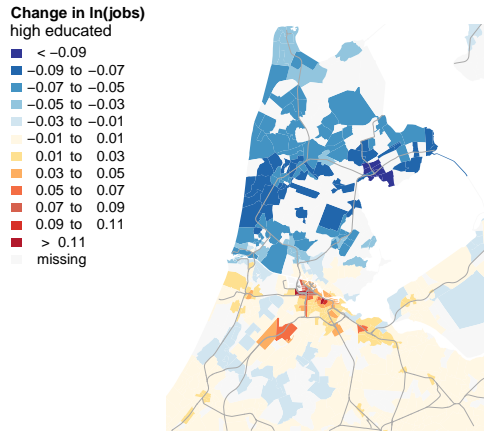 Change in ln(jobs)
high educated
< −0.09
−0.09 to −0.07
−0.07 to −0.05
−0.05 to −0.03
−0.03 to −0.01
−0.01 to 0.01
0.01 to 0.03
0.03 to 0.05
0.05 to 0.07
0.07 to 0.09
0.09 to 0.11
> 0.11
missing